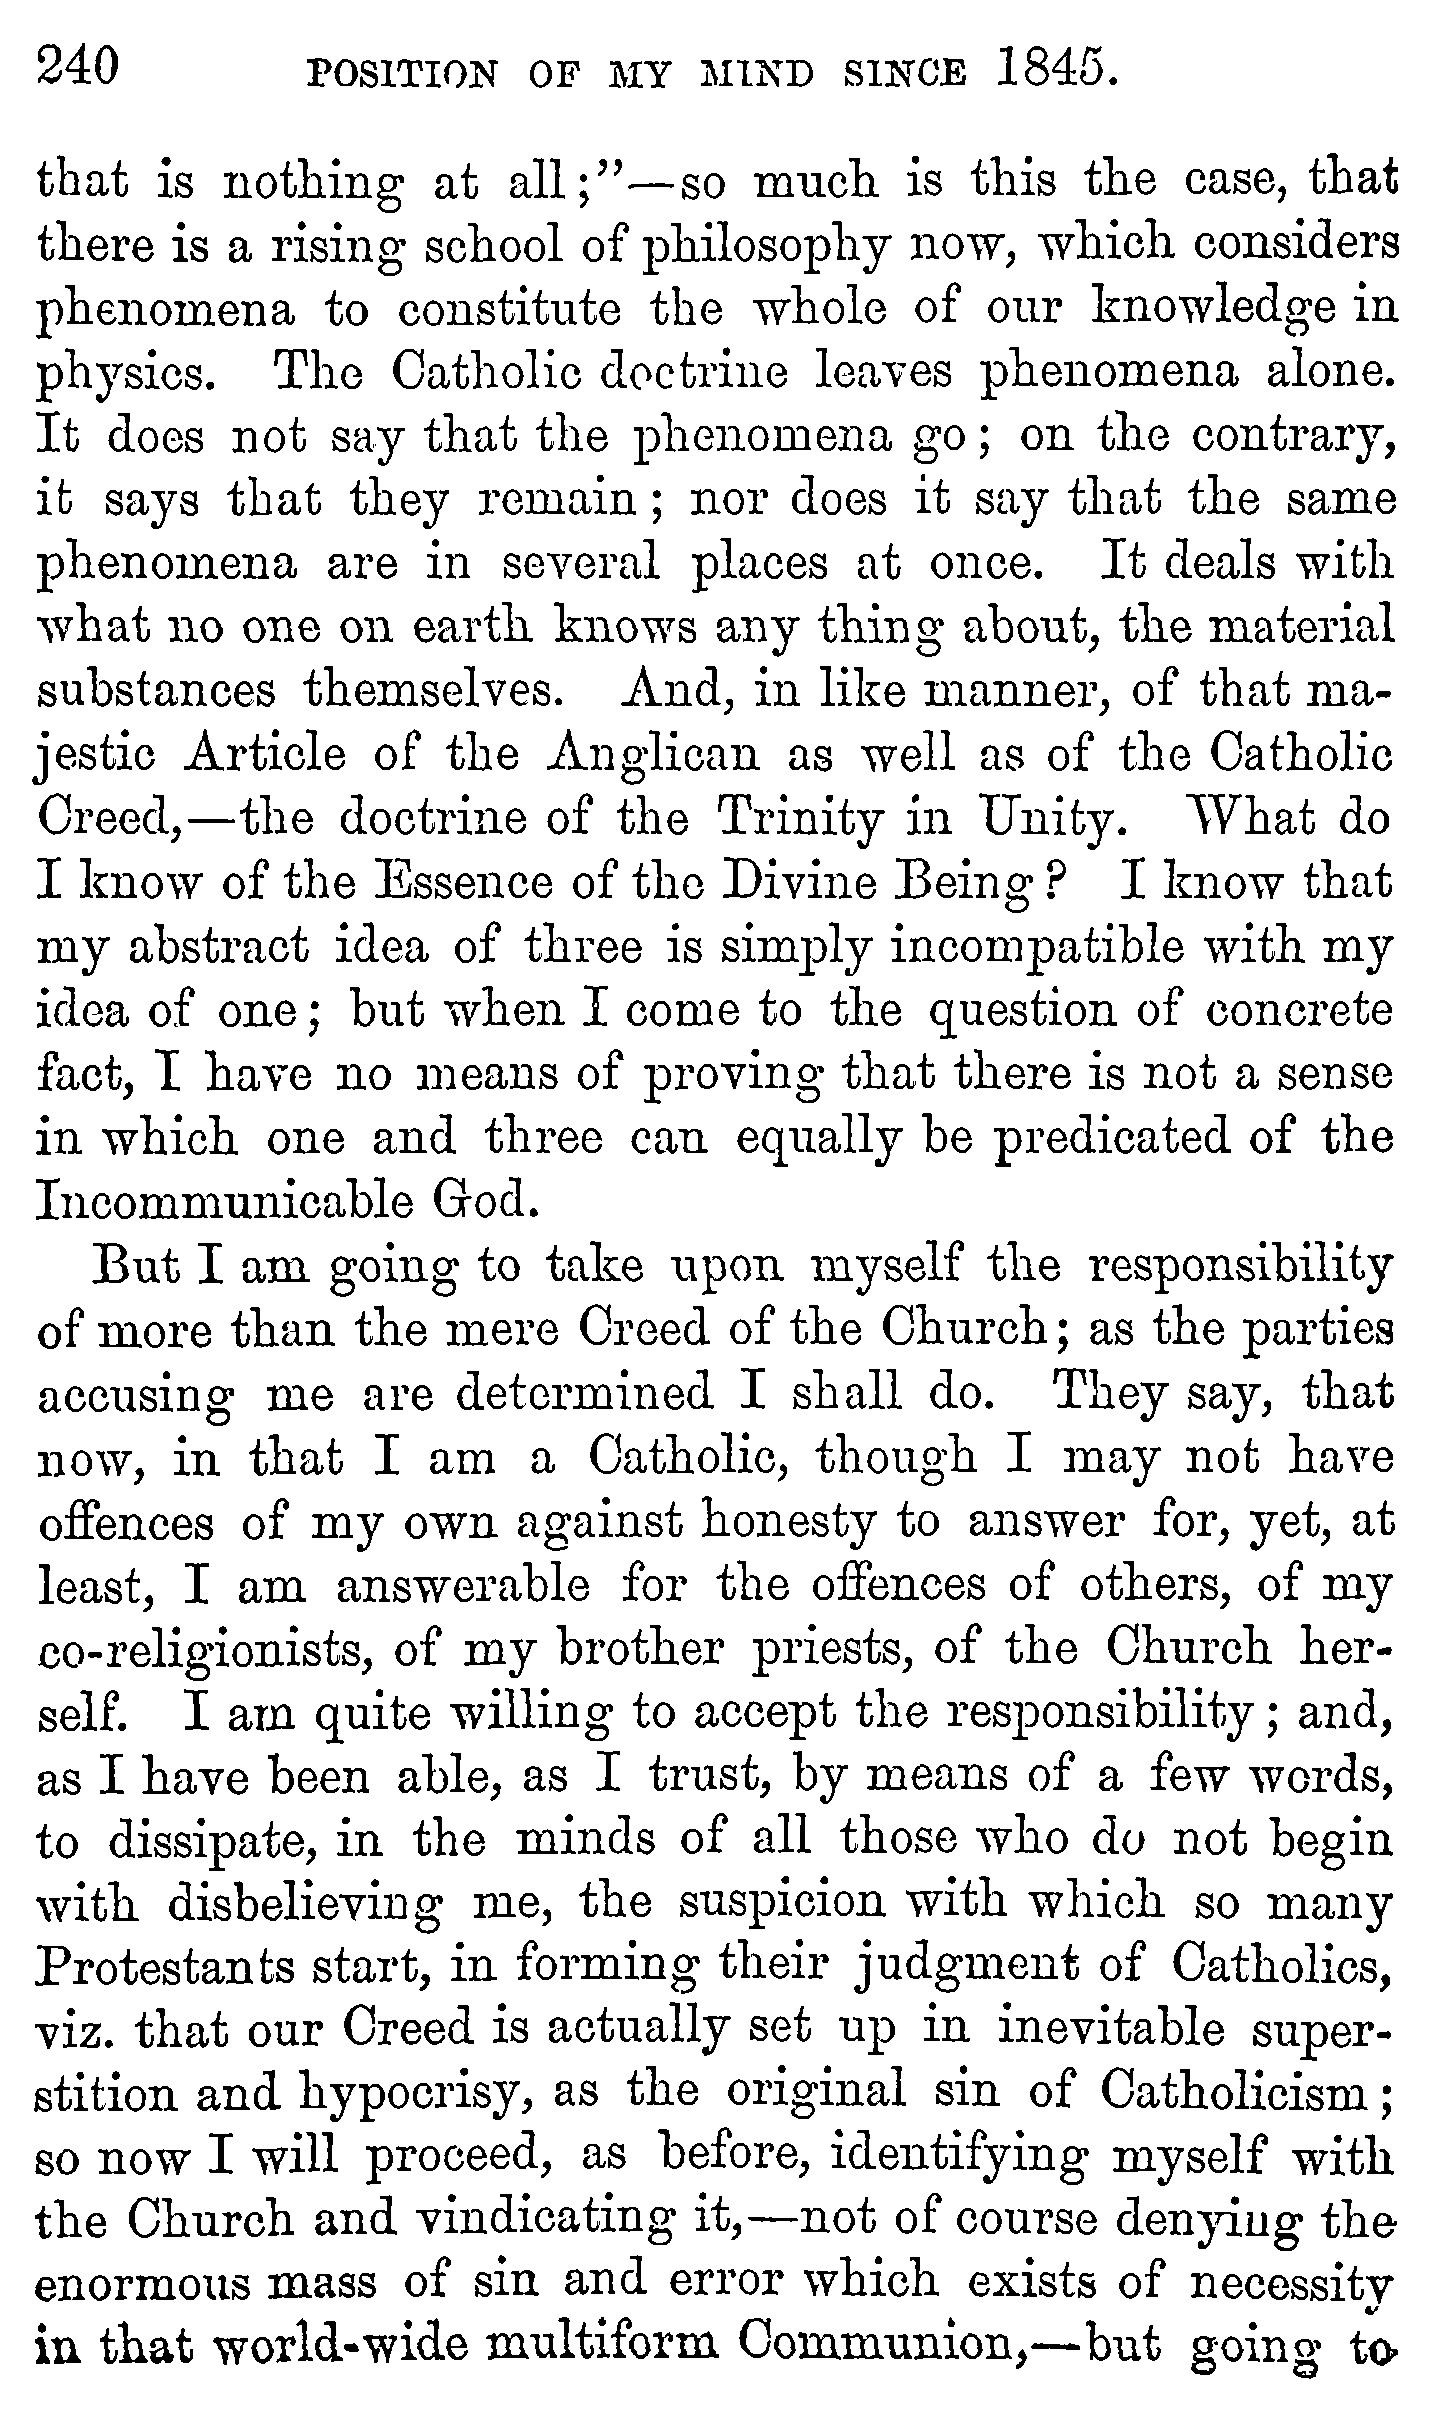 240 POSITION OF MY MIND SINCE 1845.
that is nothing at all;”—so much is this the case, that
there is a rising school of philosophy now, which considers
phenomena to constitute the whole of our knowledge in
physics. The Catholic doctrine leaves phenomena alone.
It does not say that the phenomena go; on the contrary,
it says that they remain; nor does it say that the same
phenomena are in several places at once. It deals with
what no one on earth knows any thing about, the material
substances themselves. And, in like manner, of that ma-
jestic Article of the Anglican as well as of the Catholic
Creed,—the doctrine of the Trinity in Unity. What do
I know of the Essence of the Divine Being? I know that
my abstract idea of three is simply incompatible with my
idea of one; but when I come to the question of concrete
fact, I have no means of proving that there is not a sense
in which one and three can equally be predicated of the
Incommunicable God.
But I am going to take upon myself the responsibility
of more than the mere Creed of the Church; as the parties
accusing me are determined I shall do. They say, that
now, in that I am a Catholic, though I may not have
offences of my own against honesty to answer for, yet, at
least, I am answerable for the offences of others, of my
co-religionists, of my brother priests, of the Church her-
self. I am quite willing to accept the responsibility; and,
as I have been able, as I trust, by means of a few words,
to dissipate, in the minds of all those who do not begin
with disbelieving me, the suspicion with which so many
Protestants start, in forming their judgment of Catholics,
viz. that our Creed is actually set up in inevitable super-
stition and hypocrisy, as the original sin of Catholicism;
so now I will proceed, as before, identifying myself with
the Church and vindicating it,—not of course denying the
enormous mass of sin and error which exists of necessity
in that world-wide multiform Communion,—but going to